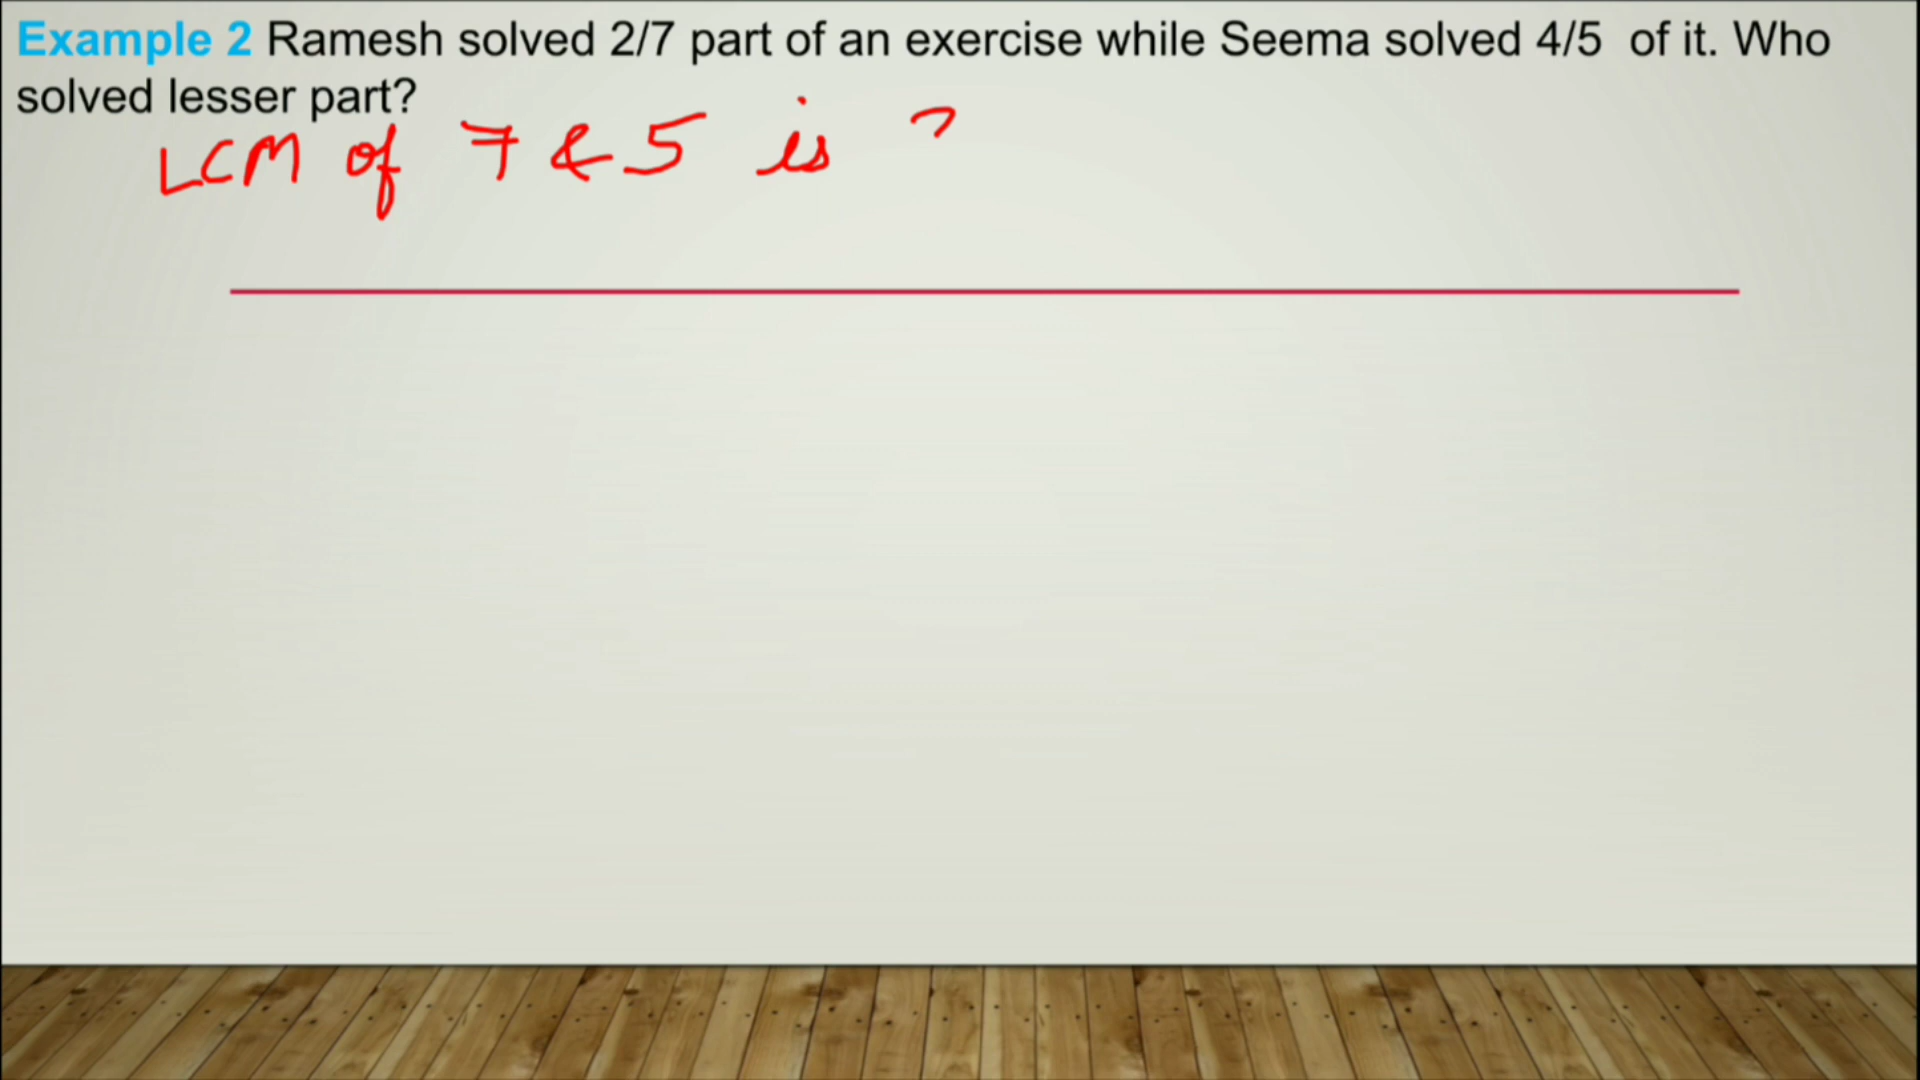 Example 2 Ramesh solved 2/7 part of an exercise while Seema solved 4/5 of it. Who
solved lesser part?
LCM of 7 & 5 is